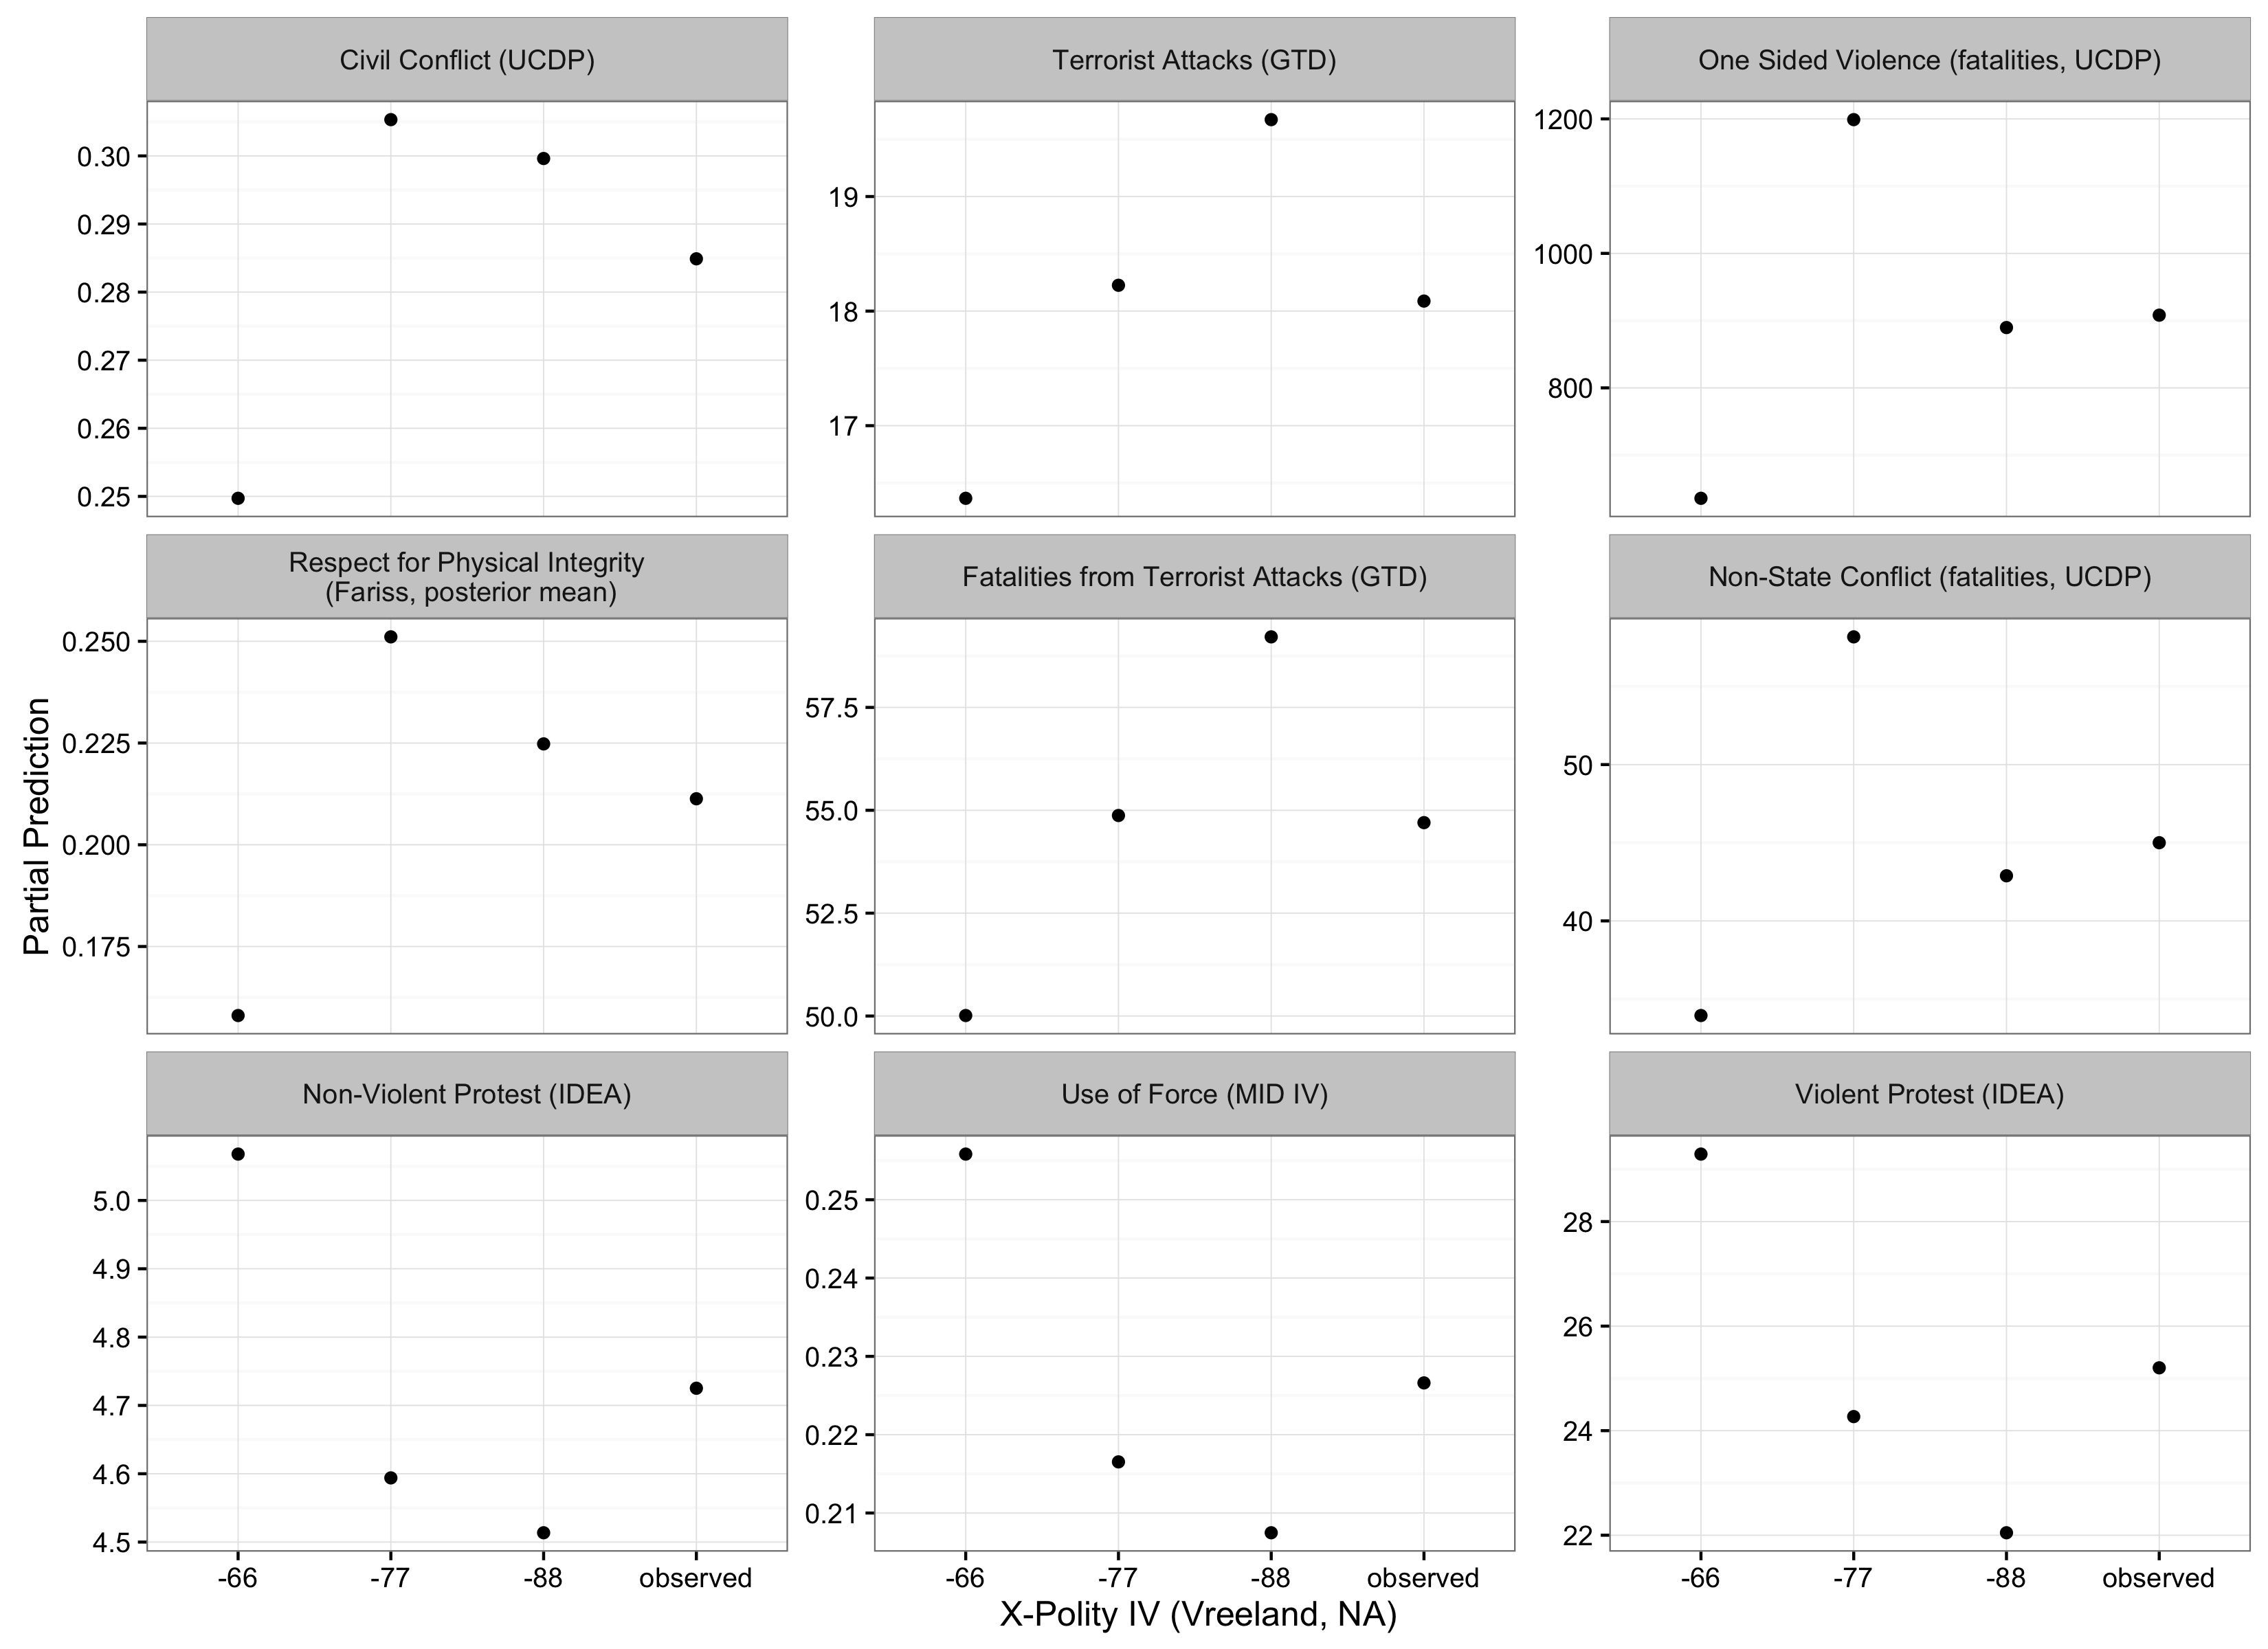 Civil Conflict (UCDP)
Terrorist Attacks (GTD)
One Sided Violence (fatalities, UCDP)
0.30
0.29
0.28
0.27
0.26
0.25
19
18
17
1200
1000
800
Respect for Physical Integrity
(Fariss, posterior mean)
Fatalities from Terrorist Attacks (GTD)
Non-State Conflict (fatalities, UCDP)
Partial Prediction
0.250
0.225
0.200
0.175
57.5
55.0
52.5
50.0
50
40
Non-Violent Protest (IDEA)
Use of Force (MID IV)
Violent Protest (IDEA)
5.0
4.9
4.8
4.7
4.6
4.5
0.25
0.24
0.23
0.22
0.21
28
26
24
22
-66 -77 -88 observed
-66 -77 -88 observed
-66 -77 -88 observed
X-Polity IV (Vreeland, NA)